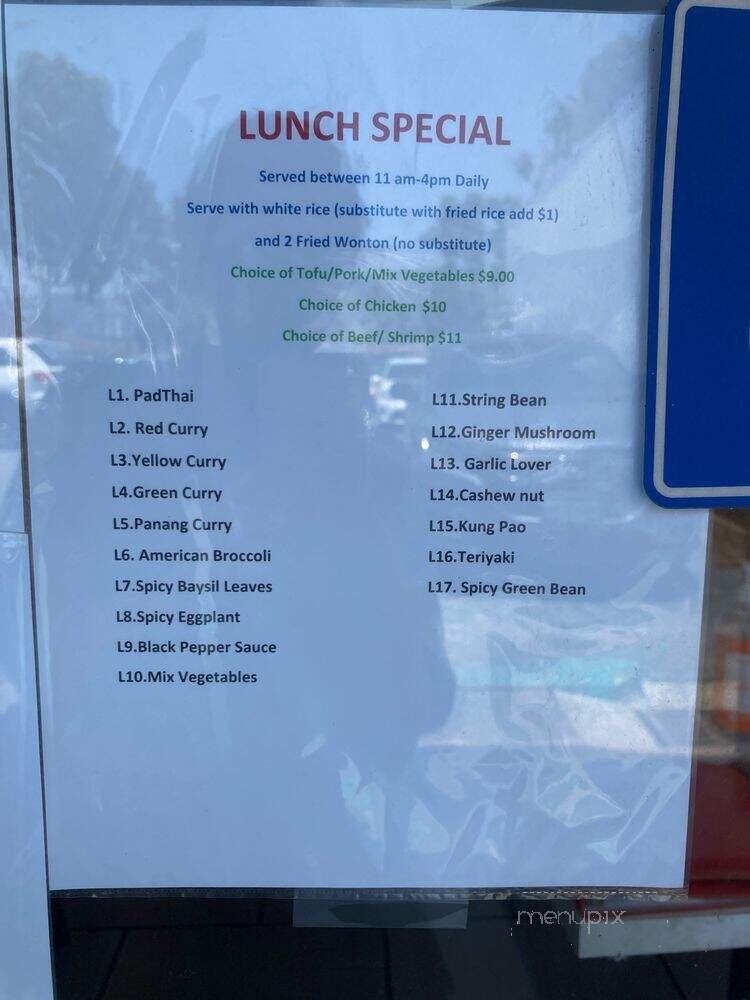 LUNCH SPECIAL
Served between 11 am-4pm Daily
Serve with white rice (substitute with fried rice add $1)
and 2 Fried Wonton (no substitute)
Choice of Tofu/Pork/Mix Vegetables $9.00
Choice of Chicken $10
Choice of Beef/ Shrimp $11
L1. PadThai
L2. Red Curry
L3.Yellow Curry
L4.Green Curry
L5.Panang Curry
L6. American Broccoli
L7.Spicy Baysil Leaves
L8.Spicy Eggplant
L9.Black Pepper Sauce
L10.Mix Vegetables
L11.String Bean
L12.Ginger Mushroom
L13. Garlic Lover
L14.Cashew nut
L15.Kung Pao
L16.Teriyaki
L17. Spicy Green Bean
menupix